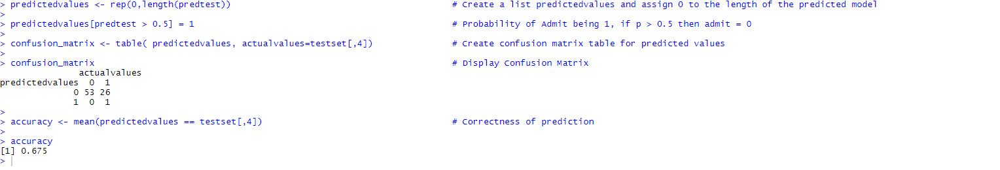 > predictedvalues <- rep(0,length(predtest)) # Create a list predictedvalues and assign 0 to the length of the predicted model
>
> predictedvalues[predtest > 0.5] = 1 # Probability of Admit being 1, if p > 0.5 then admit = 0
>
> confusion_matrix <- table( predictedvalues, actualvalues=testset[,4]) # Create confusion matrix table for predicted values
>
> confusion_matrix # Display Confusion Matrix
actualvalues
predictedvalues 0 1
0 53 26
1 0 1
>
> accuracy <- mean(predictedvalues == testset[,4]) # Correctness of prediction
>
> accuracy
[1] 0.675
>